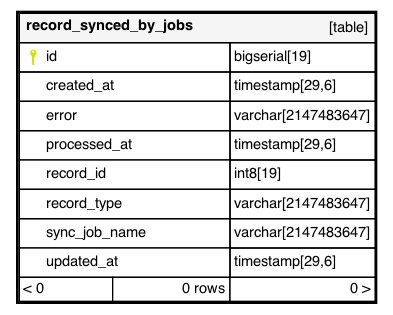 record_synced_by_jobs [table]
id bigserial[19]
created_at timestamp[29,6]
error varchar[2147483647]
processed_at timestamp[29,6]
record_id int8[19]
record_type varchar[2147483647]
sync_job_name varchar[2147483647]
updated_at timestamp[29,6]
< 0 0 rows 0 >